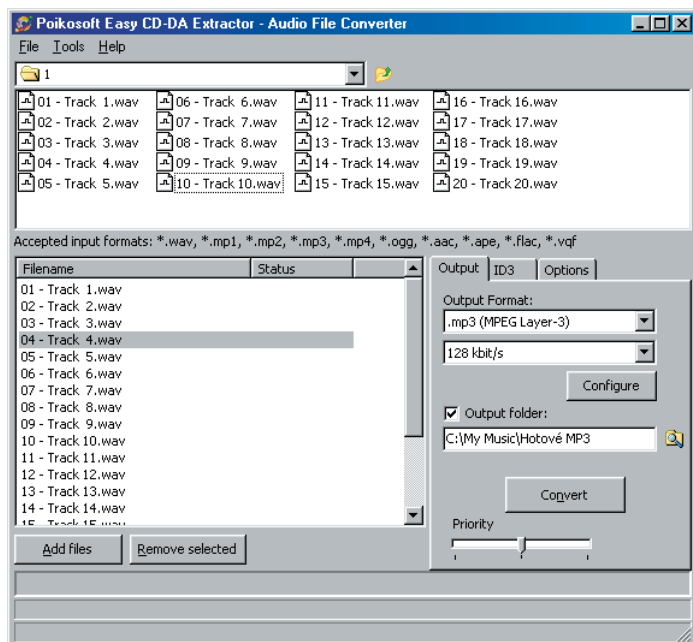 Poikosoft Easy CD-DA Extractor - Audio File Converter
File Tools Help
1
01 - Track 1.wav 06 - Track 6.wav 11 - Track 11.wav 16 - Track 16.wav
02 - Track 2.wav 07 - Track 7.wav 12 - Track 12.wav 17 - Track 17.wav
03 - Track 3.wav 08 - Track 8.wav 13 - Track 13.wav 18 - Track 18.wav
04 - Track 4.wav 09 - Track 9.wav 14 - Track 14.wav 19 - Track 19.wav
05 - Track 5.wav 10 - Track 10.wav 15 - Track 15.wav 20 - Track 20.wav
Accepted input formats: *.wav, *.mp1, *.mp2, *.mp3, *.mp4, *.ogg, *.aac, *.ape, *.flac, *.vqf
Filename Status
01 - Track 1.wav
02 - Track 2.wav
03 - Track 3.wav
04 - Track 4.wav
05 - Track 5.wav
06 - Track 6.wav
07 - Track 7.wav
08 - Track 8.wav
09 - Track 9.wav
10 - Track 10.wav
11 - Track 11.wav
12 - Track 12.wav
13 - Track 13.wav
14 - Track 14.wav
15 - Track 15.wav
Add files Remove selected
Output ID3 Options
Output Format:
.mp3 (MPEG Layer-3)
128 kbit/s
Configure
Output folder:
C:\My Music\Hotové MP3
Convert
Priority